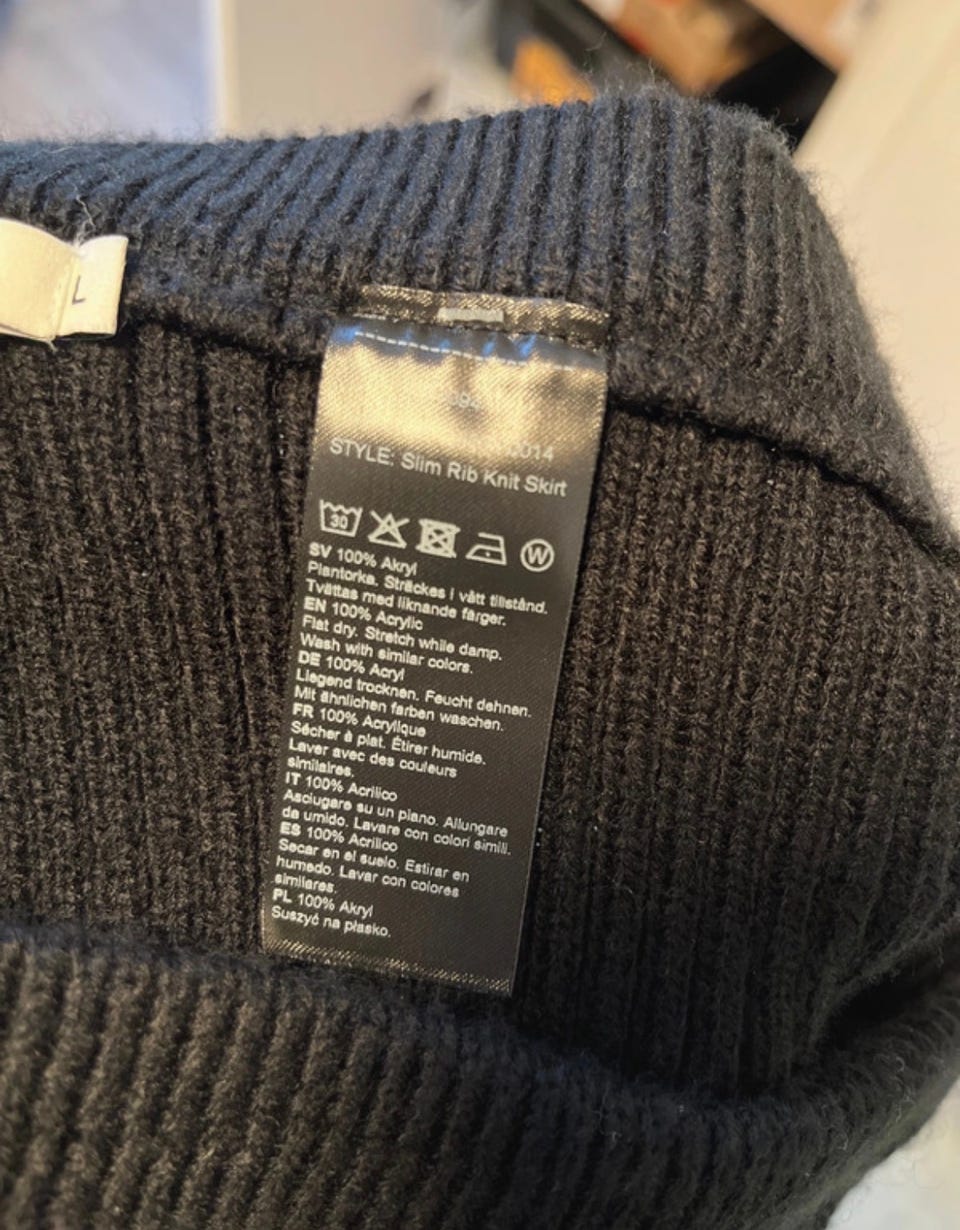 L
STYLE: Slim Rib Knit Skirt
30
W
SV 100% Akryl
Plantorka. Sträckes i vått tillstånd.
Tvättas med liknande färger.
EN 100% Acrylic
Flat dry. Stretch while damp.
Wash with similar colors.
DE 100% Acryl
Liegend trocknen. Feucht dehnen.
Mit ähnlichen farben waschen.
FR 100% Acrylique
Sécher à plat. Étirer humide.
Laver avec des couleurs
similaires.
IT 100% Acrilico
Asciugare su un piano. Allungare
da umido. Lavare con colori simili.
ES 100% Acrílico
Secar en el suelo. Estirar en
humedo. Lavar con colores
similares.
PL 100% Akryl
Suszyć na płasko.